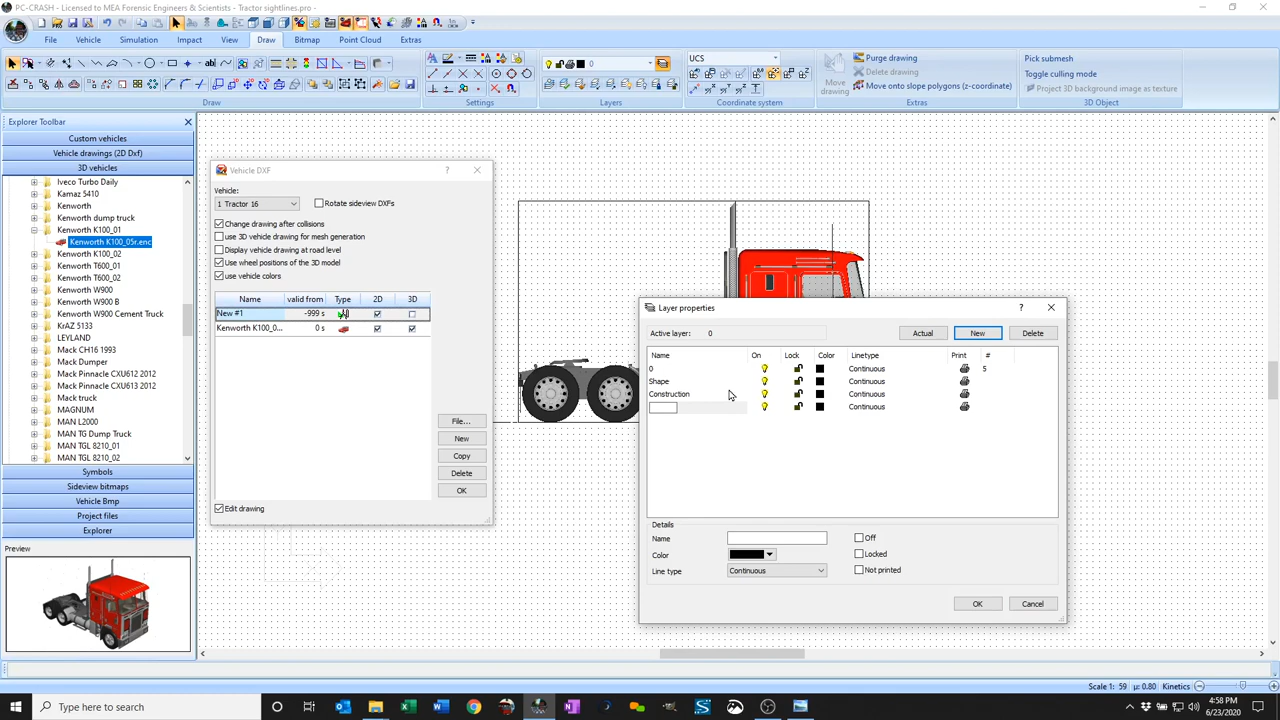 PC-CRASH - Licensed to MEA Forensic Engineers & Scientists - Tractor sightlines.pro -
File Vehicle Simulation Impact View Draw Bitmap Point Cloud Extras
0
UCS
Move drawing
Purge drawing
Delete drawing
Move onto slope polygons (z-coordinate)
Pick submesh
Toggle culling mode
Project 3D background image as texture
Draw Settings Layers Coordinate system Extras 3D Object
Explorer Toolbar
Custom vehicles
Vehicle drawings (2D Dxf)
3D vehicles
Iveco Turbo Daily
Kamaz 5410
Kenworth
Kenworth dump truck
Kenworth K100_01
Kenworth K100_05r.enc
Kenworth K100_02
Kenworth T600_01
Kenworth T600_02
Kenworth W900
Kenworth W900 B
Kenworth W900 Cement Truck
KrAZ 5133
LEYLAND
Mack CH16 1993
Mack Dumper
Mack Pinnacle CXU612 2012
Mack Pinnacle CXU613 2012
Mack truck
MAGNUM
MAN L2000
MAN TG Dump Truck
MAN TGL 8210_01
MAN TGL 8210_02
Symbols
Sideview bitmaps
Vehicle Bmp
Project files
Explorer
Preview
Vehicle DXF
?
Vehicle:
1 Tractor 16
Rotate sideview DXFs
Change drawing after collisions
use 3D vehicle drawing for mesh generation
Display vehicle drawing at road level
Use wheel positions of the 3D model
use vehicle colors
Name valid from Type 2D 3D
New #1 -999 s
Kenworth K100_0... 0 s
File...
New
Copy
Delete
OK
Edit drawing
Layer properties
?
Active layer: 0
Actual New Delete
Name On Lock Color Linetype Print #
0 Continuous 5
Shape Continuous
Construction Continuous
Continuous
Details
Name
Off
Color
Locked
Line type Continuous
Not printed
OK Cancel
Scale 1: 59 µ: 0.80 Kinetics
Type here to search
4:58 PM
6/23/2020